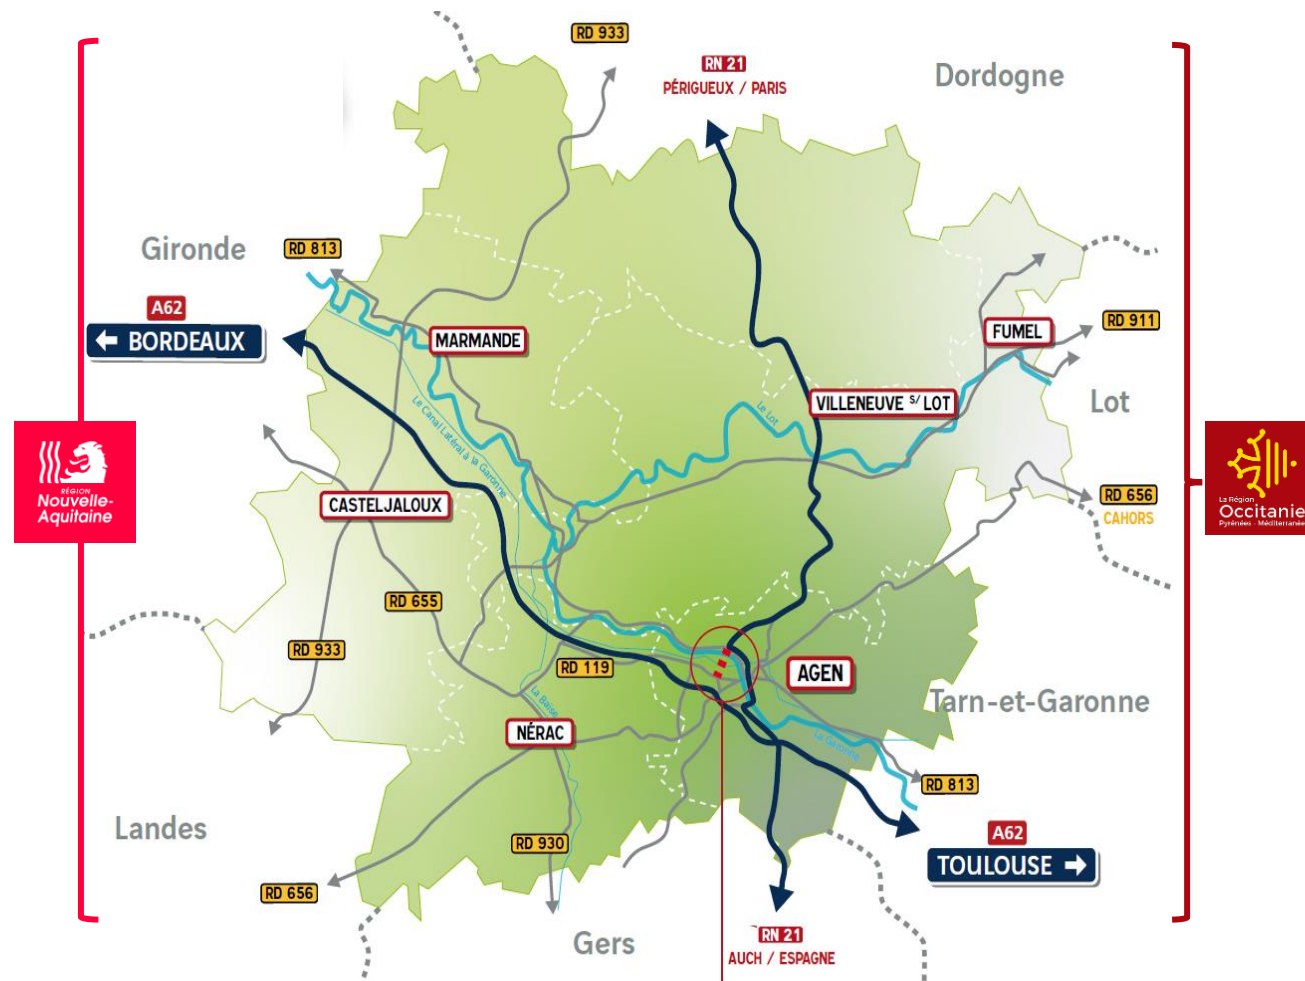 RD 933
RN 21
PÉRIGUEUX / PARIS
Dordogne
Gironde
RD 813
A62
← BORDEAUX
MARMANDE
FUMEL
RD 911
Le Canal Latéral à la Garonne
Le Lot
VILLENEUVE S/ LOT
Lot
RÉGION
Nouvelle-
Aquitaine
CASTELJALOUX
RD 656
CAHORS
La Région
Occitanie
Pyrénées - Méditerranée
RD 655
RD 933
RD 119
AGEN
Tarn-et-Garonne
La Baïse
NÉRAC
La Garonne
RD 813
Landes
A62
TOULOUSE →
RD 930
RD 656
Gers
RN 21
AUCH / ESPAGNE